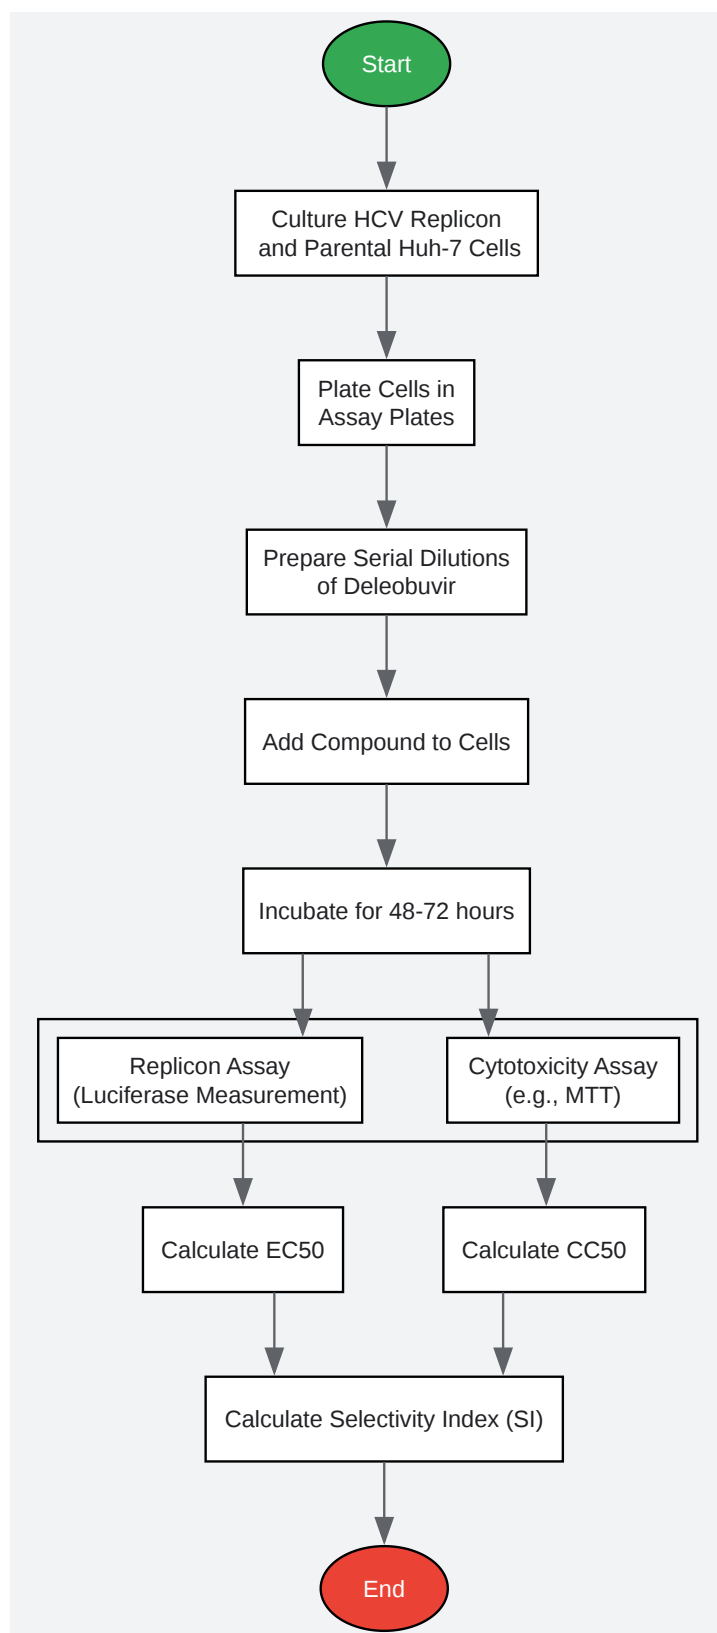 Start
Culture HCV Replicon
and Parental Huh-7 Cells
Plate Cells in
Assay Plates
Prepare Serial Dilutions
of Deleobuvir
Add Compound to Cells
Incubate for 48-72 hours
Replicon Assay
(Luciferase Measurement)
Cytotoxicity Assay
(e.g., MTT)
Calculate EC50
Calculate CC50
Calculate Selectivity Index (SI)
End